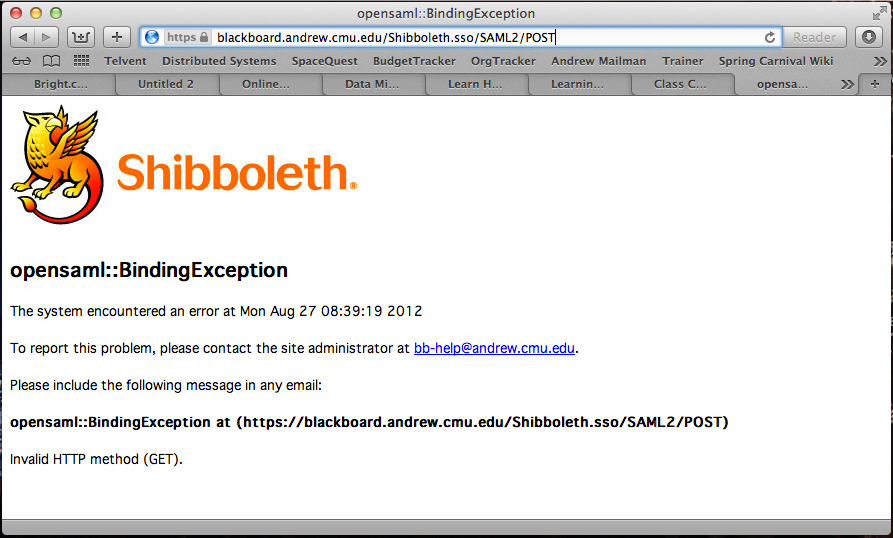 opensaml::BindingException
https blackboard.andrew.cmu.edu/Shibboleth.sso/SAML2/POST Reader
Telvent Distributed Systems SpaceQuest BudgetTracker OrgTracker Andrew Mailman Trainer Spring Carnival Wiki
Bright.c... Untitled 2 Online... Data Mi... Learn H... Learnin... Class C... opensa...
Shibboleth®
opensaml::BindingException
The system encountered an error at Mon Aug 27 08:39:19 2012
To report this problem, please contact the site administrator at bb-help@andrew.cmu.edu.
Please include the following message in any email:
opensaml::BindingException at (https://blackboard.andrew.cmu.edu/Shibboleth.sso/SAML2/POST)
Invalid HTTP method (GET).